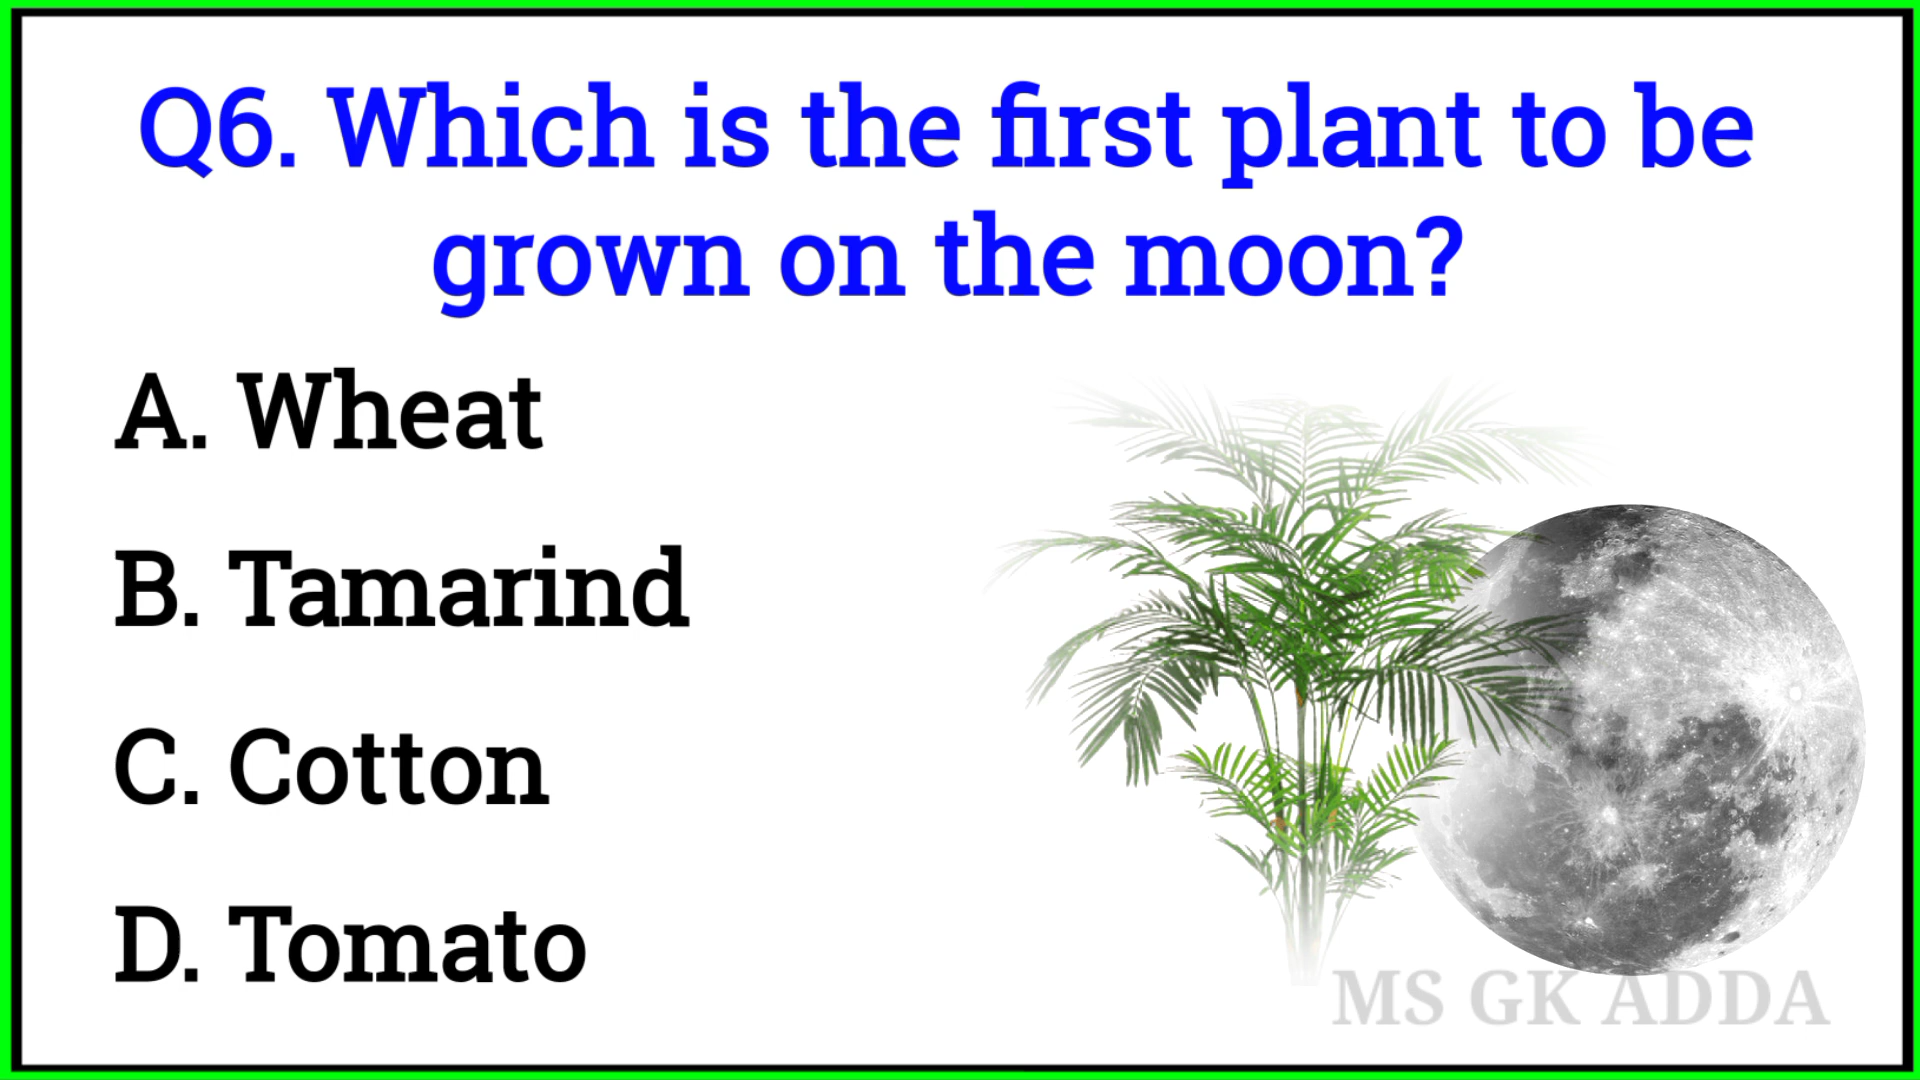 Q6. Which is the first plant to be
grown on the moon?
A. Wheat
B. Tamarind
C. Cotton
D. Tomato
MS GK ADDA